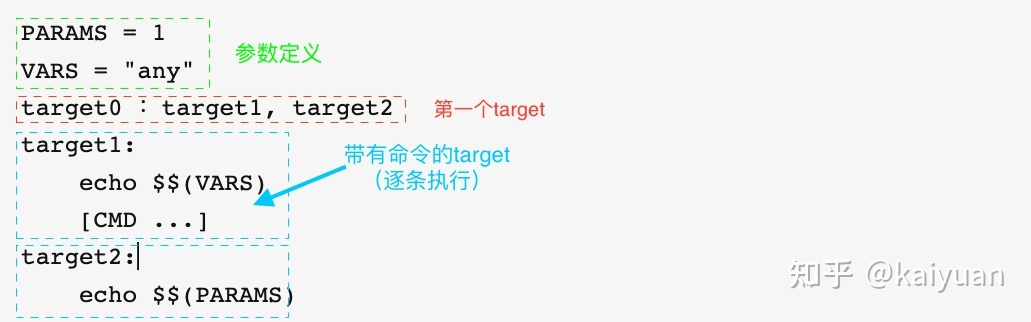 PARAMS = 1
参数定义
VARS = "any"
target0 : target1, target2
第一个target
target1:
带有命令的target
(逐条执行)
echo $$(VARS)
[CMD ...]
target2:
echo $$(PARAMS)
知乎 @kaiyuan